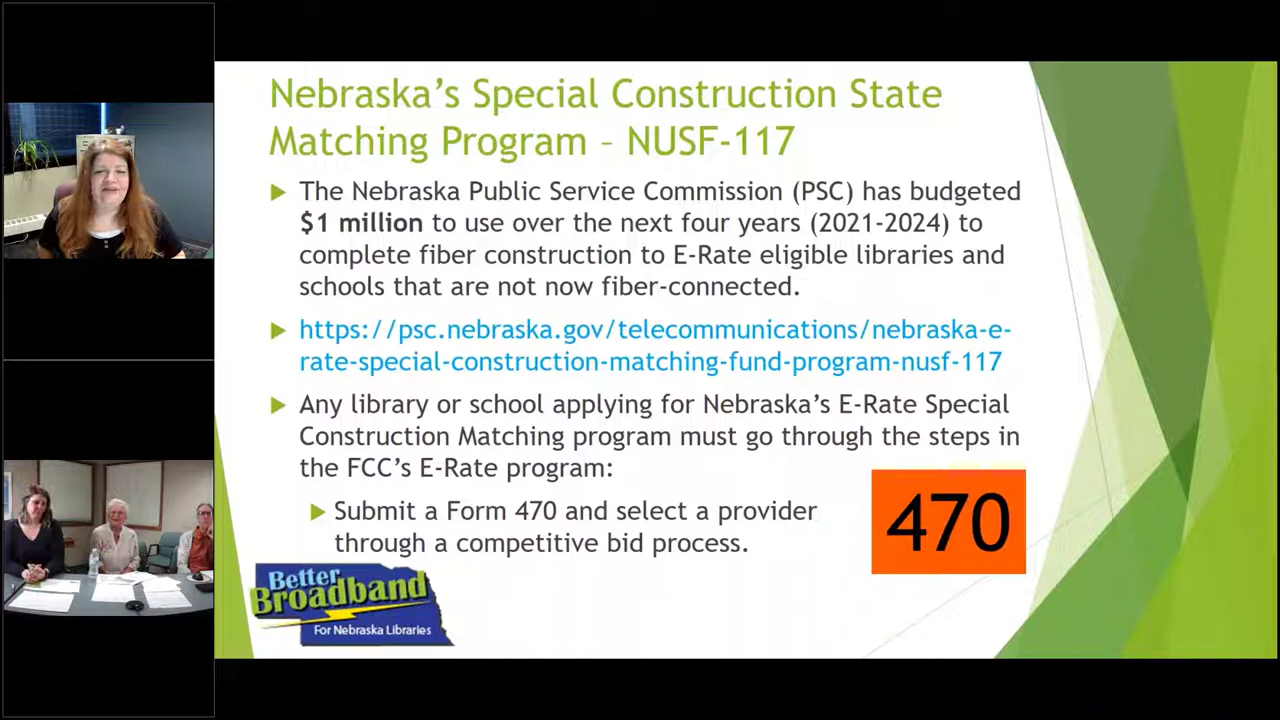 Nebraska’s Special Construction State
Matching Program – NUSF-117
The Nebraska Public Service Commission (PSC) has budgeted
$1 million to use over the next four years (2021-2024) to
complete fiber construction to E-Rate eligible libraries and
schools that are not now fiber-connected.
https://psc.nebraska.gov/telecommunications/nebraska-e-
rate-special-construction-matching-fund-program-nusf-117
Any library or school applying for Nebraska’s E-Rate Special
Construction Matching program must go through the steps in
the FCC’s E-Rate program:
Submit a Form 470 and select a provider
through a competitive bid process.
470
Better
Broadband
For Nebraska Libraries